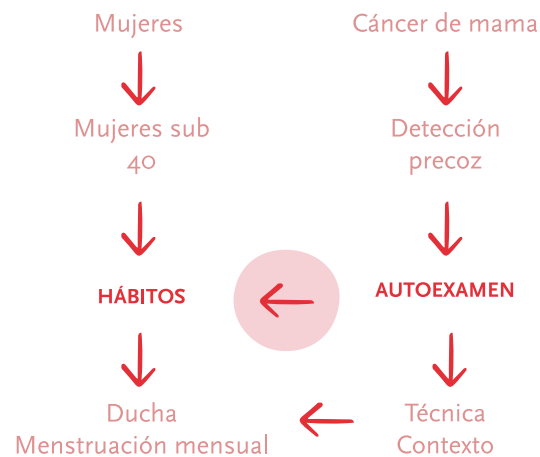 Mujeres
Cáncer de mama
Mujeres sub
40
Detección
precoz
HÁBITOS
AUTOEXAMEN
Ducha
Menstruación mensual
Técnica
Contexto